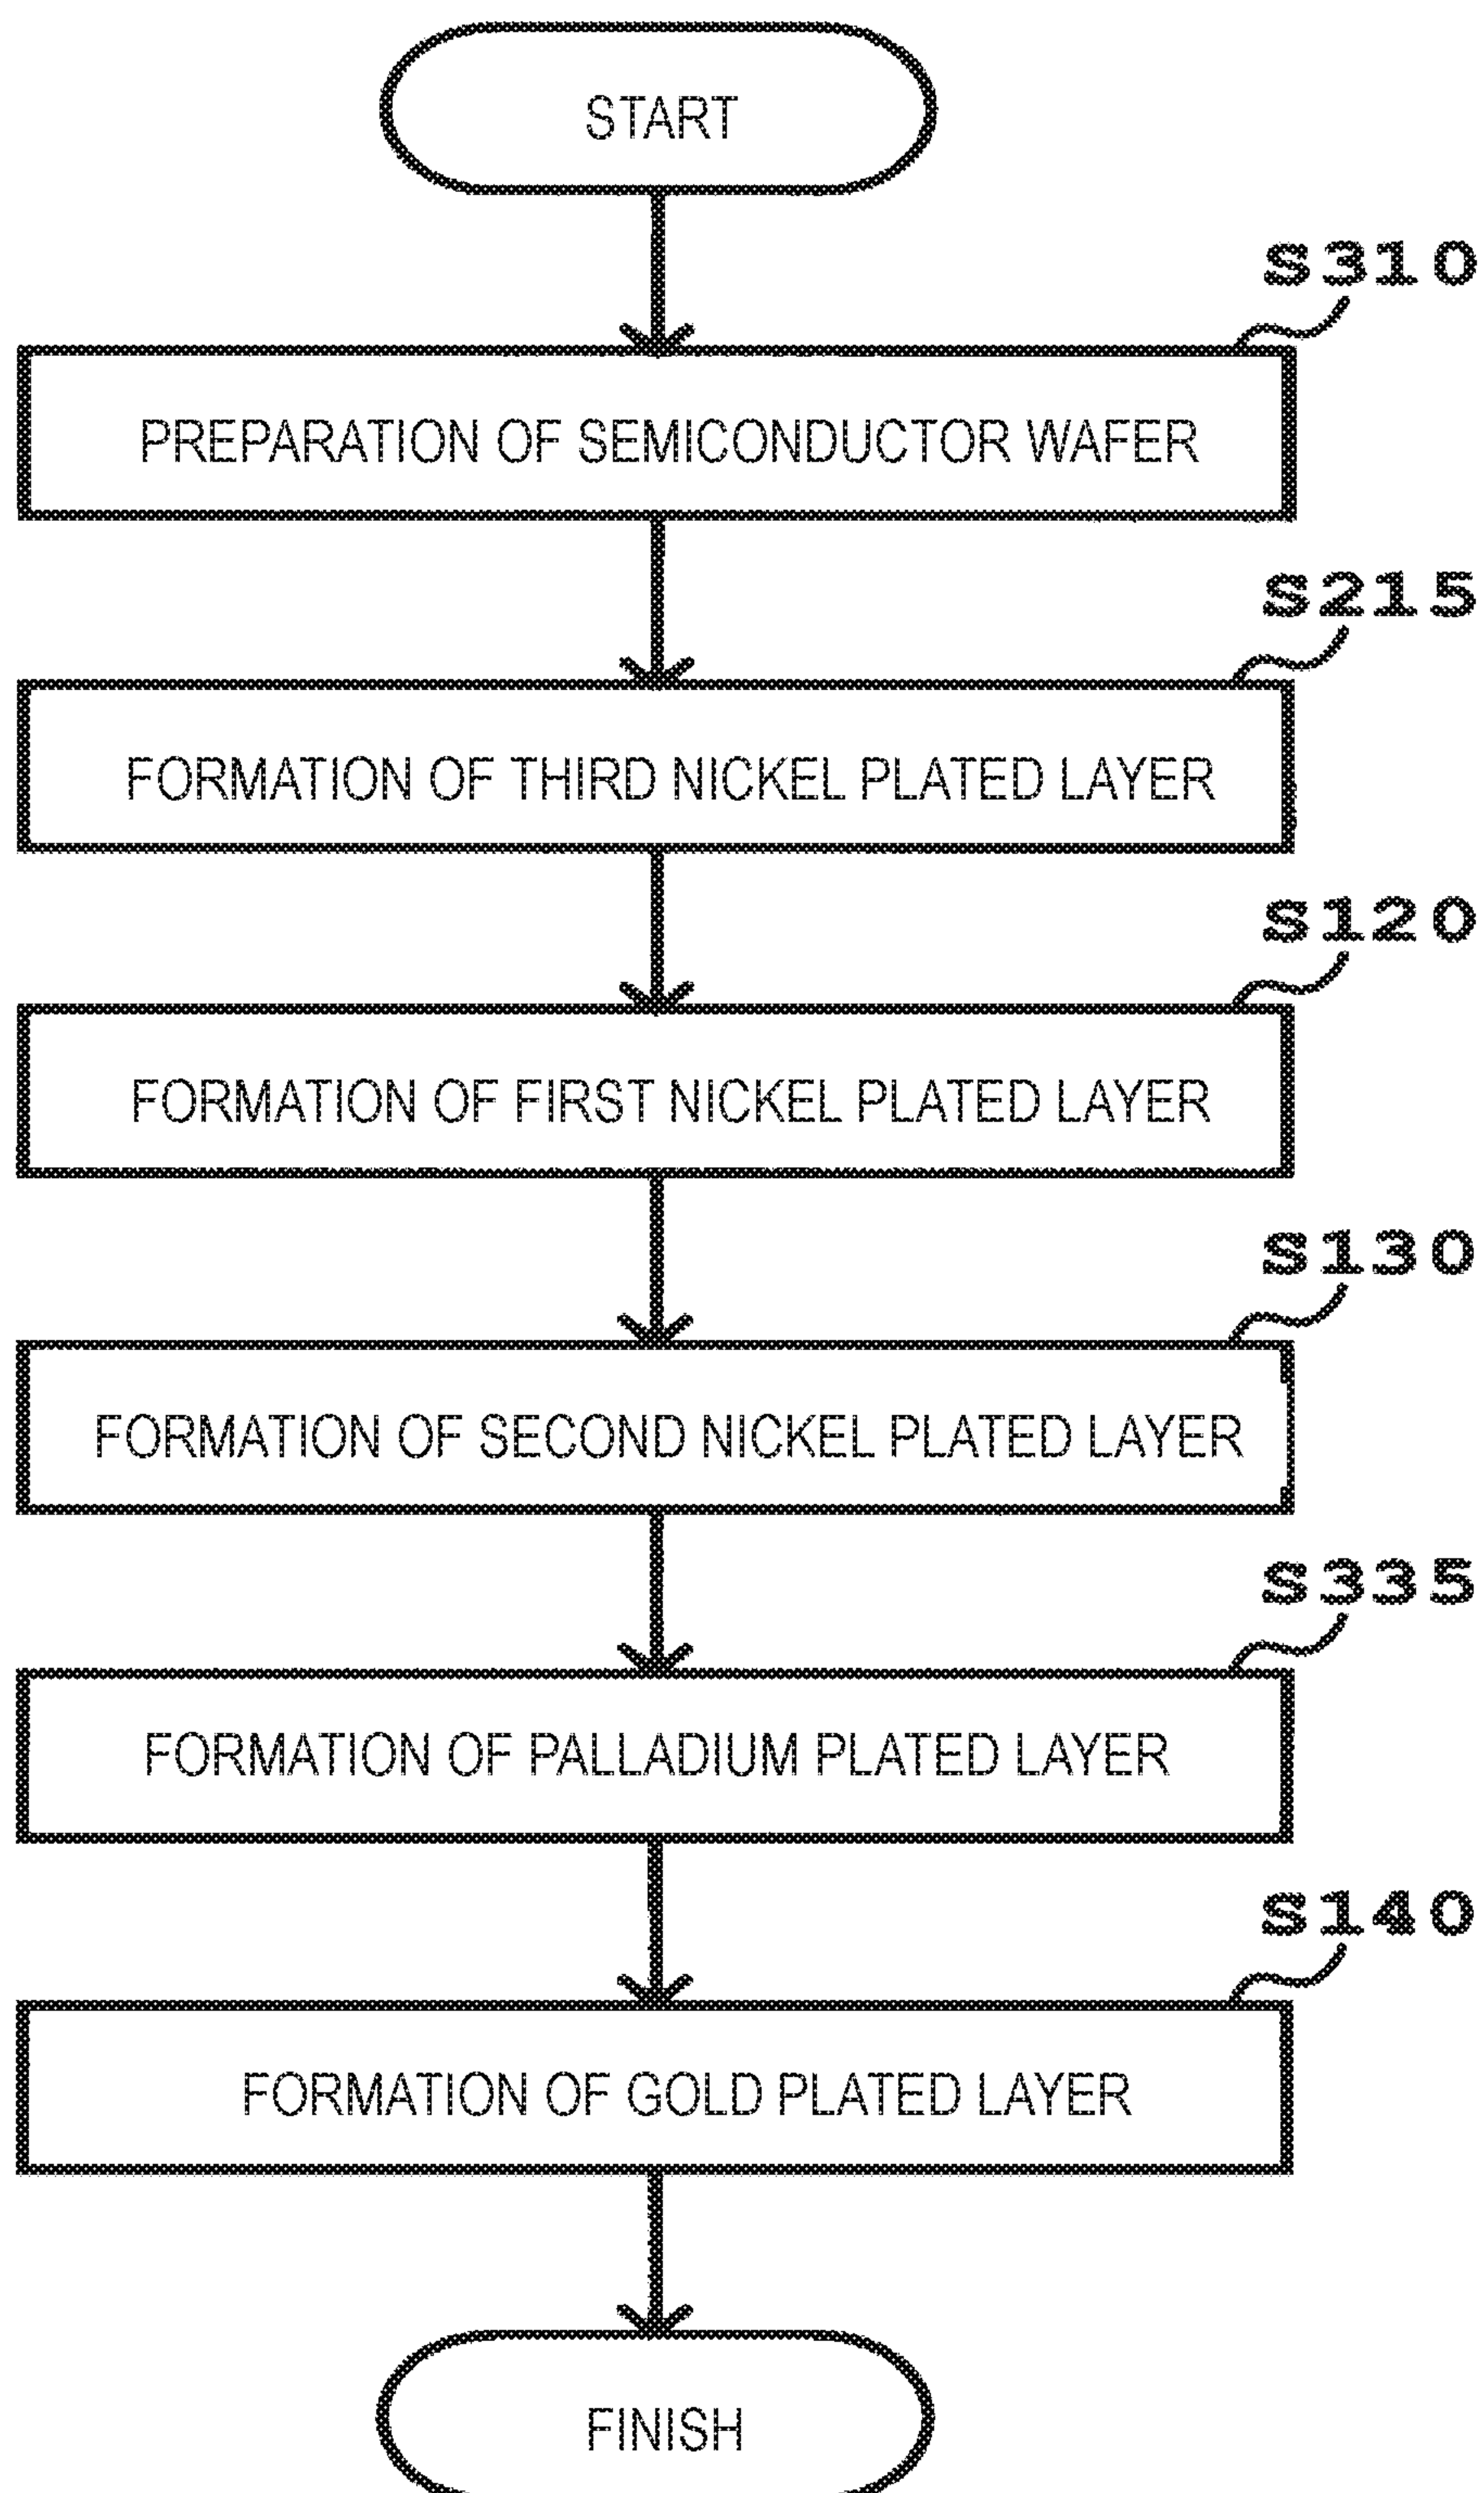 START
S310
PREPARATION OF SEMICONDUCTOR WAFER
S215
FORMATION OF THIRD NICKEL PLATED LAYER
S120
FORMATION OF FIRST NICKEL PLATED LAYER
S130
FORMATION OF SECOND NICKEL PLATED LAYER
S335
FORMATION OF PALLADIUM PLATED LAYER
S140
FORMATION OF GOLD PLATED LAYER
FINISH